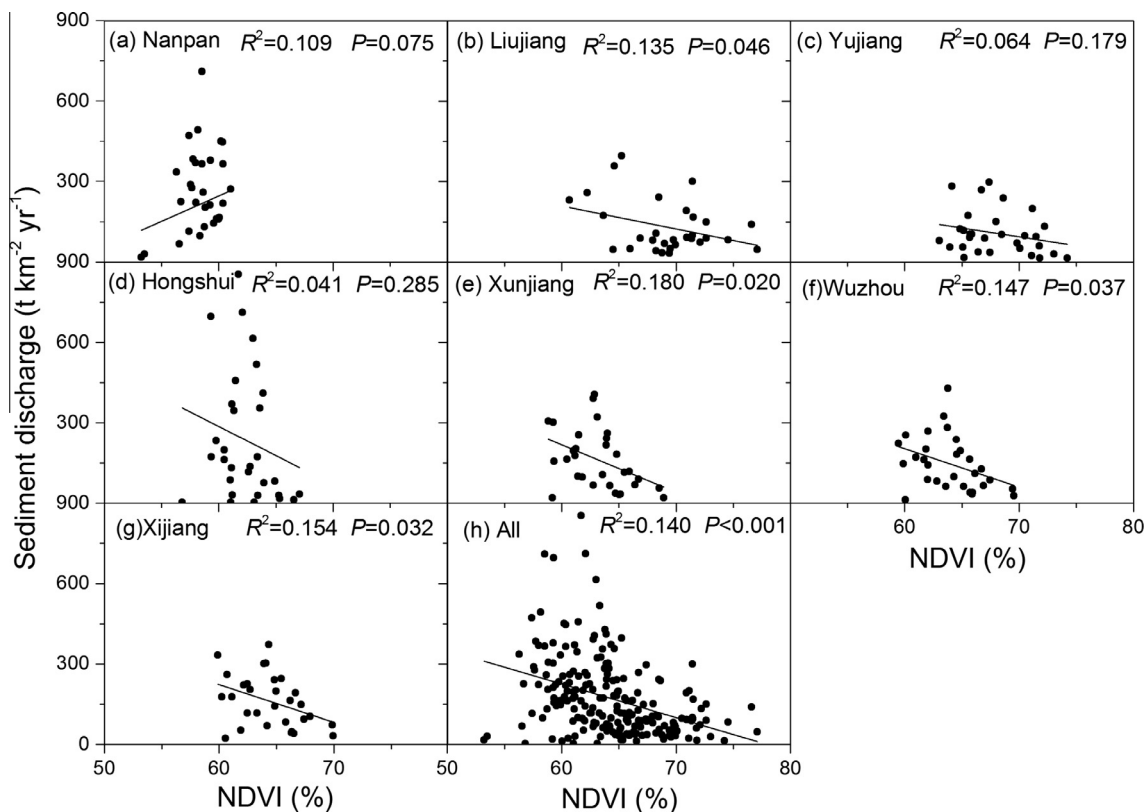 900 (a) Nanpan R²=0.109 P=0.075 (b) Liujiang R²=0.135 P=0.046 (c) Yujiang R²=0.064 P=0.179
600
300
900 (d) Hongshui R²=0.041 P=0.285 (e) Xunjiang R²=0.180 P=0.020 (f)Wuzhou R²=0.147 P=0.037
600
300
900 (g)Xijiang R²=0.154 P=0.032 (h) All R²=0.140 P<0.001
60 70 80
NDVI (%)
600
300
0
50 60 70 50 60 70 80
NDVI (%) NDVI (%)
Sediment discharge (t km⁻² yr⁻¹)